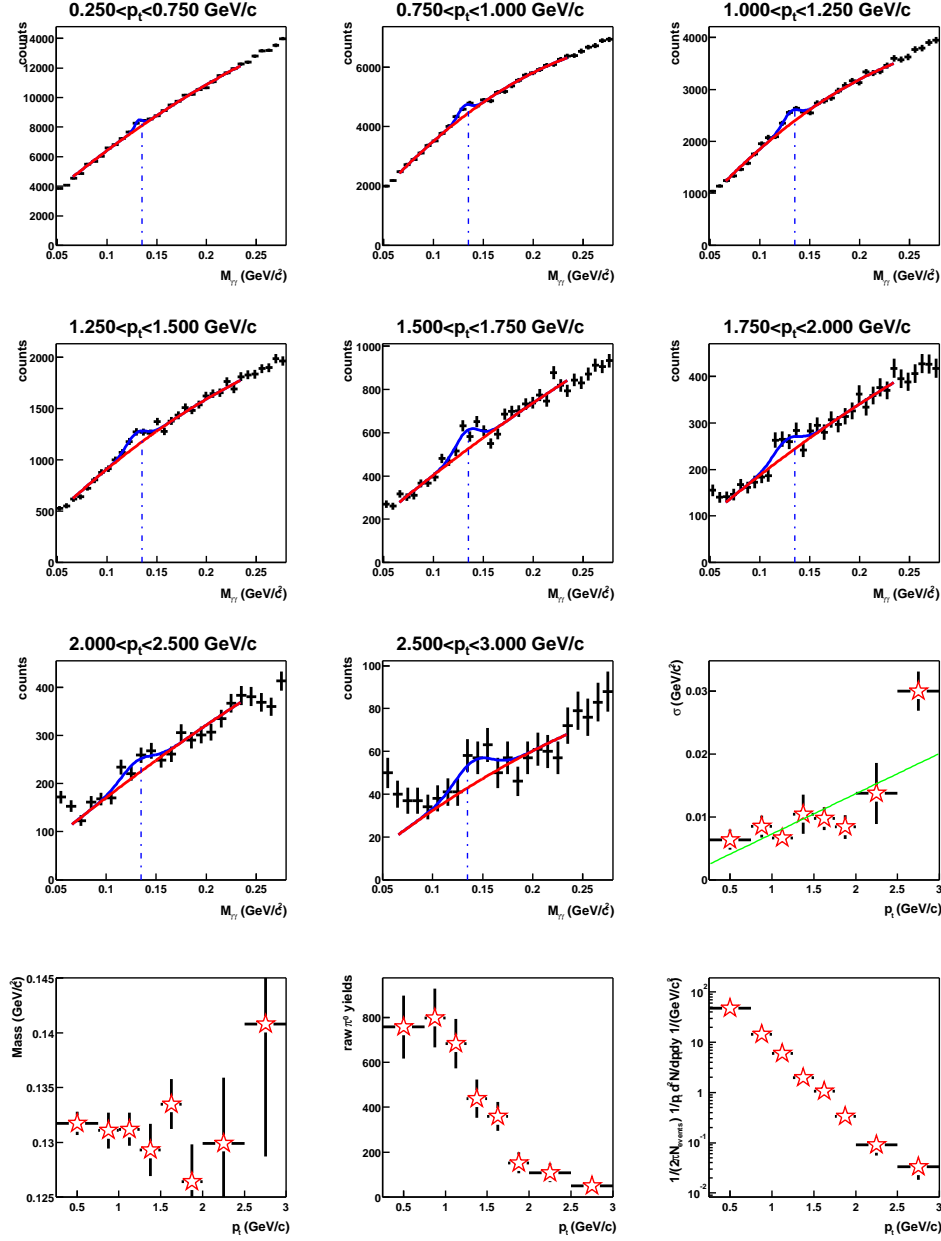 0.250<pt<0.750 GeV/c
counts
14000
12000
10000
8000
6000
4000
2000
0
0.05 0.1 0.15 0.2 0.25
Mγγ (GeV/c²)
0.750<pt<1.000 GeV/c
counts
6000
4000
2000
0
0.05 0.1 0.15 0.2 0.25
Mγγ (GeV/c²)
1.000<pt<1.250 GeV/c
counts
4000
3000
2000
1000
0
0.05 0.1 0.15 0.2 0.25
Mγγ (GeV/c²)
1.250<pt<1.500 GeV/c
counts
2000
1500
1000
500
0
0.05 0.1 0.15 0.2 0.25
Mγγ (GeV/c²)
1.500<pt<1.750 GeV/c
counts
1000
800
600
400
200
0
0.05 0.1 0.15 0.2 0.25
Mγγ (GeV/c²)
1.750<pt<2.000 GeV/c
counts
400
300
200
100
0
0.05 0.1 0.15 0.2 0.25
Mγγ (GeV/c²)
2.000<pt<2.500 GeV/c
counts
400
300
200
100
0
0.05 0.1 0.15 0.2 0.25
Mγγ (GeV/c²)
2.500<pt<3.000 GeV/c
counts
100
80
60
40
20
0
0.05 0.1 0.15 0.2 0.25
Mγγ (GeV/c²)
σ (GeV/c²)
0.03
0.02
0.01
0
0.5 1 1.5 2 2.5 3
pt (GeV/c)
Mass (GeV/c²)
0.145
0.14
0.135
0.13
0.125
0.5 1 1.5 2 2.5 3
pt (GeV/c)
raw π⁰ yields
800
600
400
200
0
0.5 1 1.5 2 2.5 3
pt (GeV/c)
1/(2πNevents) 1/pt d²N/dptdy 1/(GeV/c)²
10²
10
1
10⁻¹
10⁻²
0.5 1 1.5 2 2.5 3
pt (GeV/c)